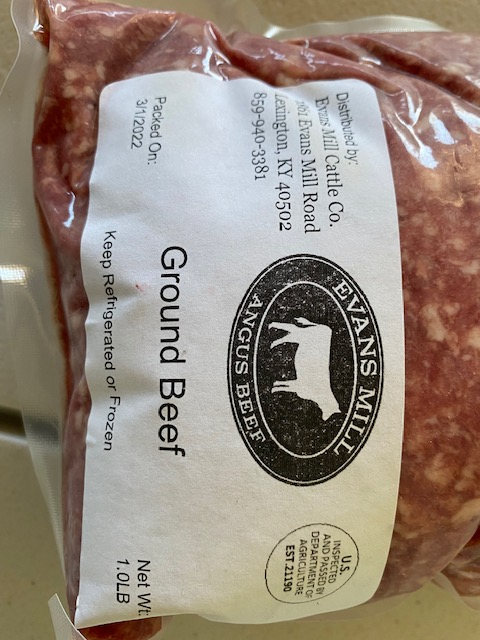 Distributed by:
Evans Mill Cattle Co.
Evans Mill Road
Lexington, KY 40502
859-940-3381
EVANS MILL
ANGUS BEEF
U.S.
INSPECTED
AND PASSED BY
DEPARTMENT OF
AGRICULTURE
EST.21190
Packed On:
3/1/2022
Ground Beef
Keep Refrigerated or Frozen
Net Wt:
1.0LB